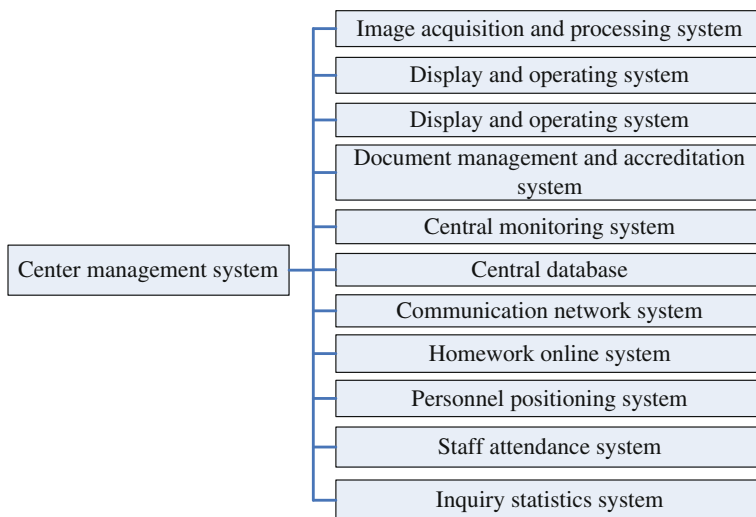 Image acquisition and processing system
Display and operating system
Display and operating system
Document management and accreditation
system
Central monitoring system
Center management system
Central database
Communication network system
Homework online system
Personnel positioning system
Staff attendance system
Inquiry statistics system